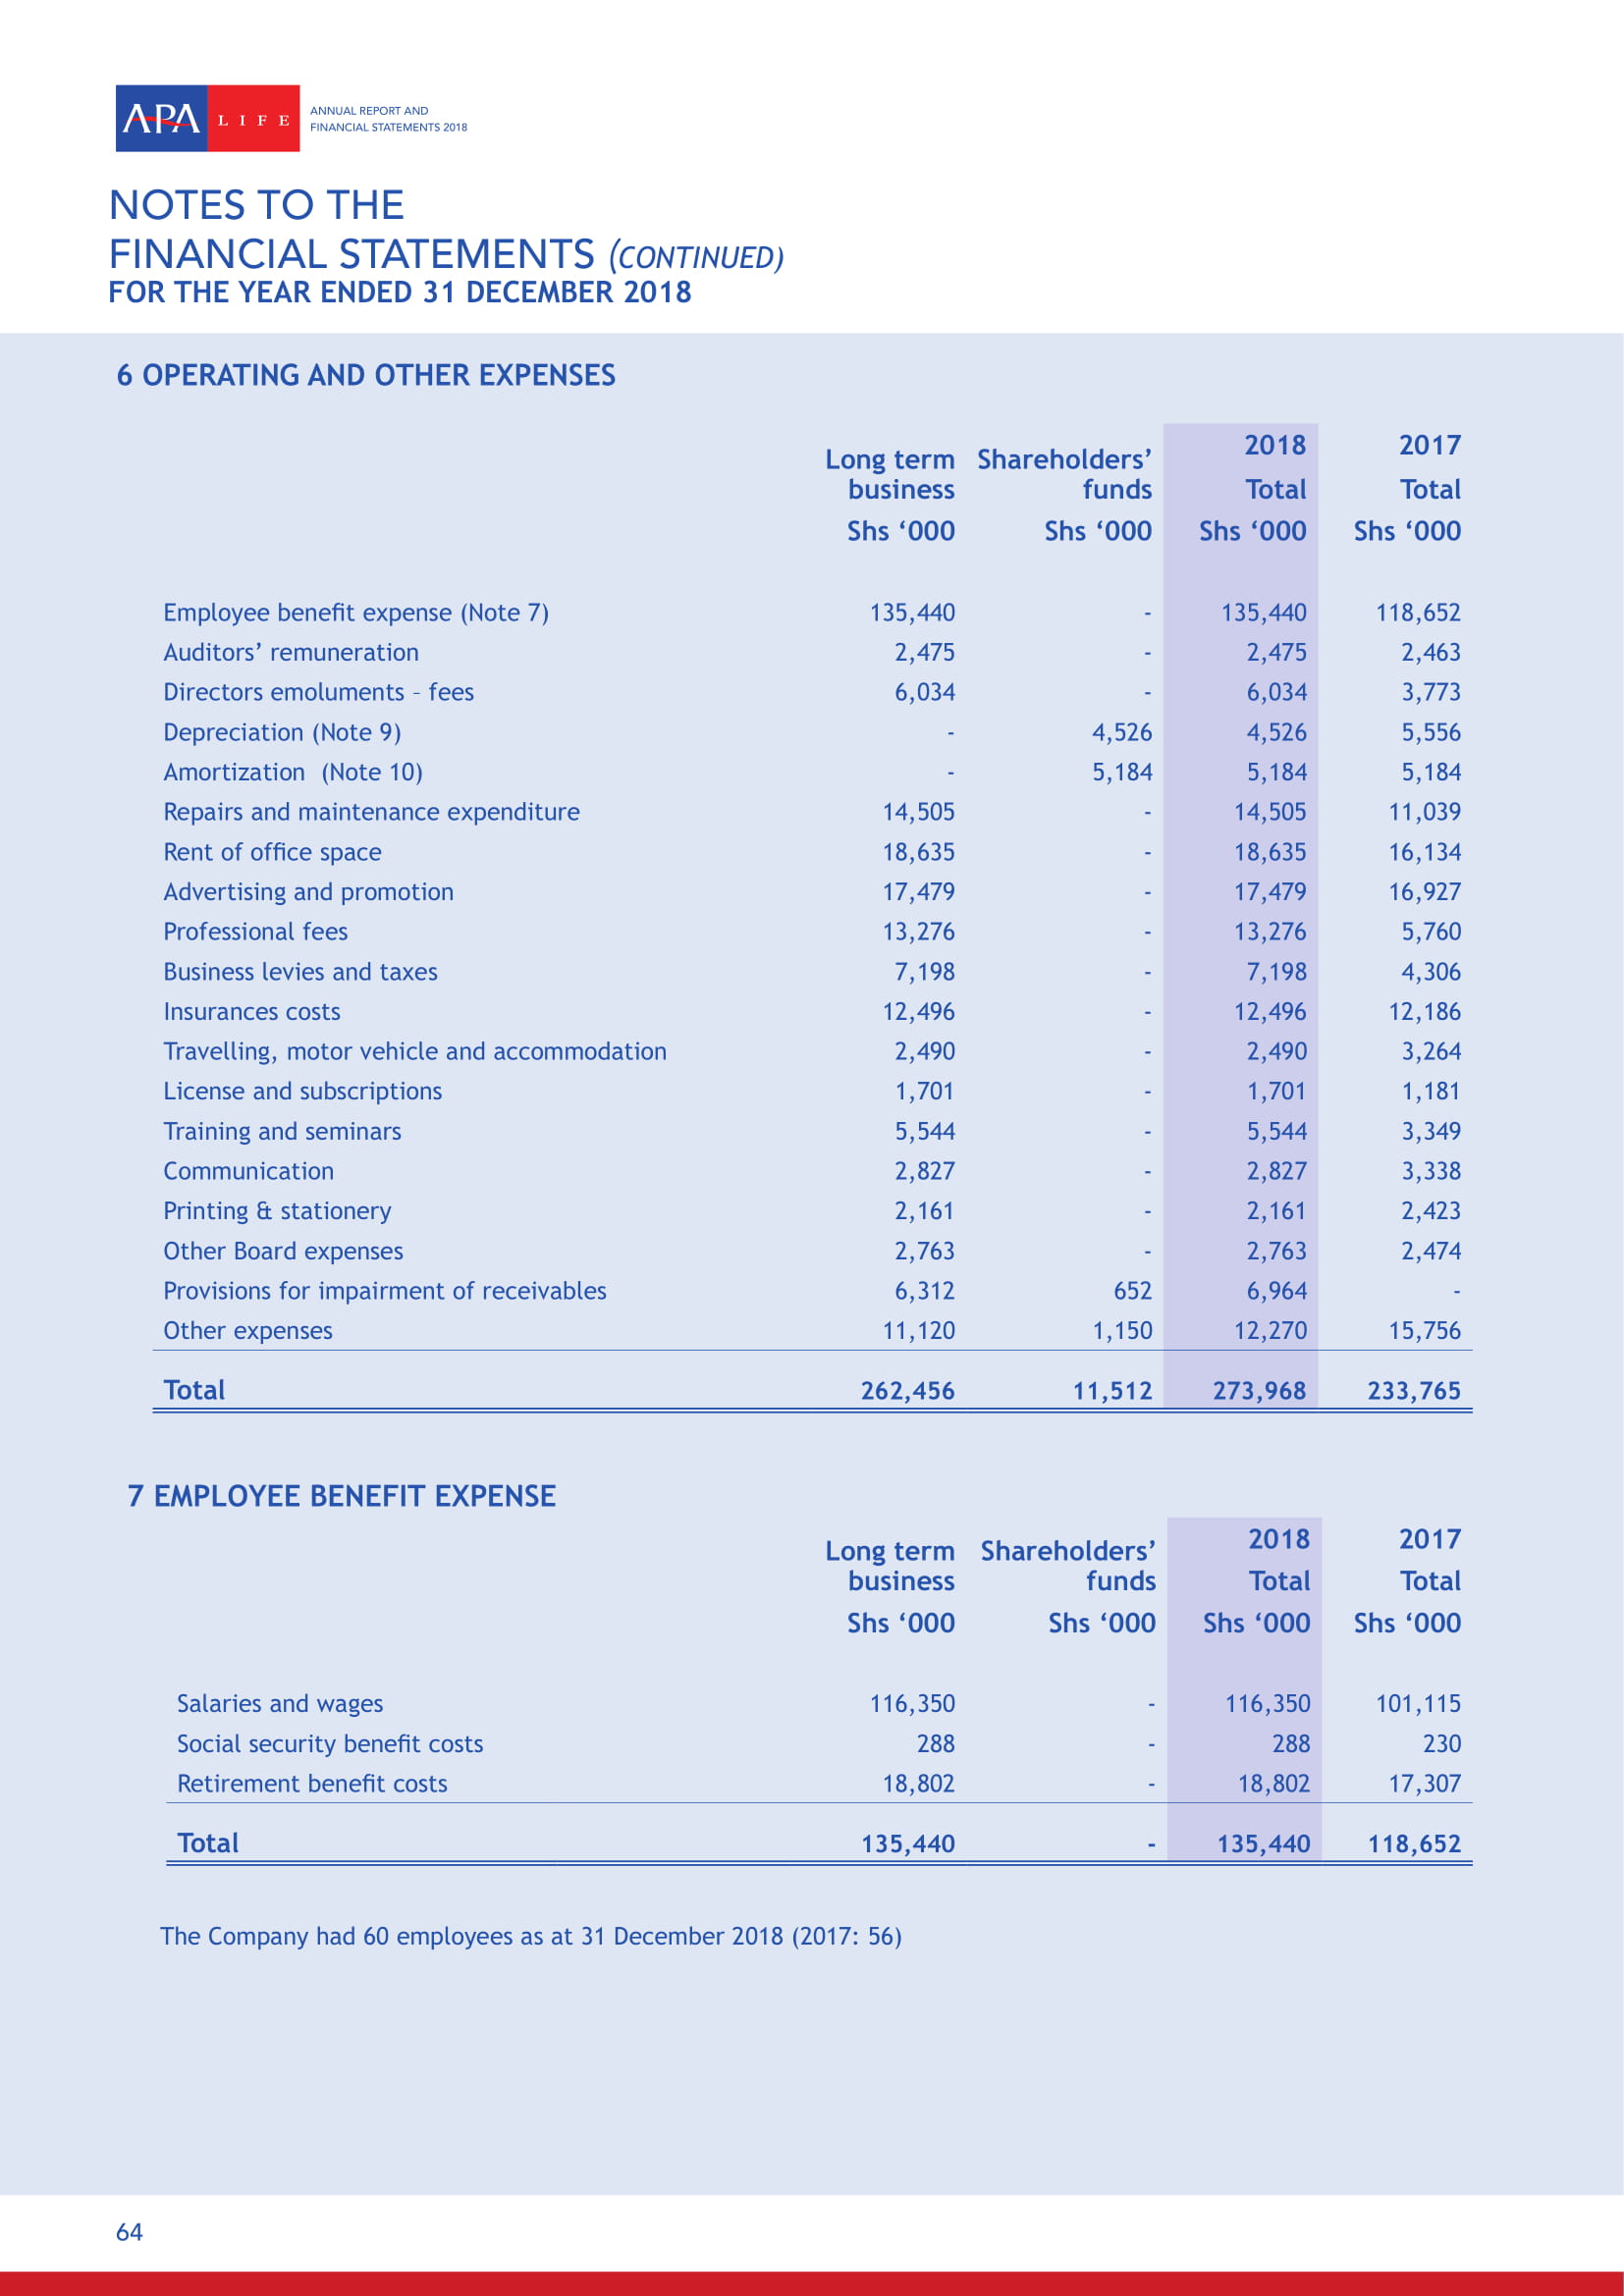 APA LIFE
ANNUAL REPORT AND
FINANCIAL STATEMENTS 2018
NOTES TO THE
FINANCIAL STATEMENTS (CONTINUED)
FOR THE YEAR ENDED 31 DECEMBER 2018
6 OPERATING AND OTHER EXPENSES
Long term business Shareholders’ funds 2018 Total 2017 Total
Shs ‘000 Shs ‘000 Shs ‘000 Shs ‘000
Employee benefit expense (Note 7) 135,440 - 135,440 118,652
Auditors’ remuneration 2,475 - 2,475 2,463
Directors emoluments – fees 6,034 - 6,034 3,773
Depreciation (Note 9) - 4,526 4,526 5,556
Amortization (Note 10) - 5,184 5,184 5,184
Repairs and maintenance expenditure 14,505 - 14,505 11,039
Rent of office space 18,635 - 18,635 16,134
Advertising and promotion 17,479 - 17,479 16,927
Professional fees 13,276 - 13,276 5,760
Business levies and taxes 7,198 - 7,198 4,306
Insurances costs 12,496 - 12,496 12,186
Travelling, motor vehicle and accommodation 2,490 - 2,490 3,264
License and subscriptions 1,701 - 1,701 1,181
Training and seminars 5,544 - 5,544 3,349
Communication 2,827 - 2,827 3,338
Printing & stationery 2,161 - 2,161 2,423
Other Board expenses 2,763 - 2,763 2,474
Provisions for impairment of receivables 6,312 652 6,964 -
Other expenses 11,120 1,150 12,270 15,756
Total 262,456 11,512 273,968 233,765
7 EMPLOYEE BENEFIT EXPENSE
Long term business Shareholders’ funds 2018 Total 2017 Total
Shs ‘000 Shs ‘000 Shs ‘000 Shs ‘000
Salaries and wages 116,350 - 116,350 101,115
Social security benefit costs 288 - 288 230
Retirement benefit costs 18,802 - 18,802 17,307
Total 135,440 - 135,440 118,652
The Company had 60 employees as at 31 December 2018 (2017: 56)
64